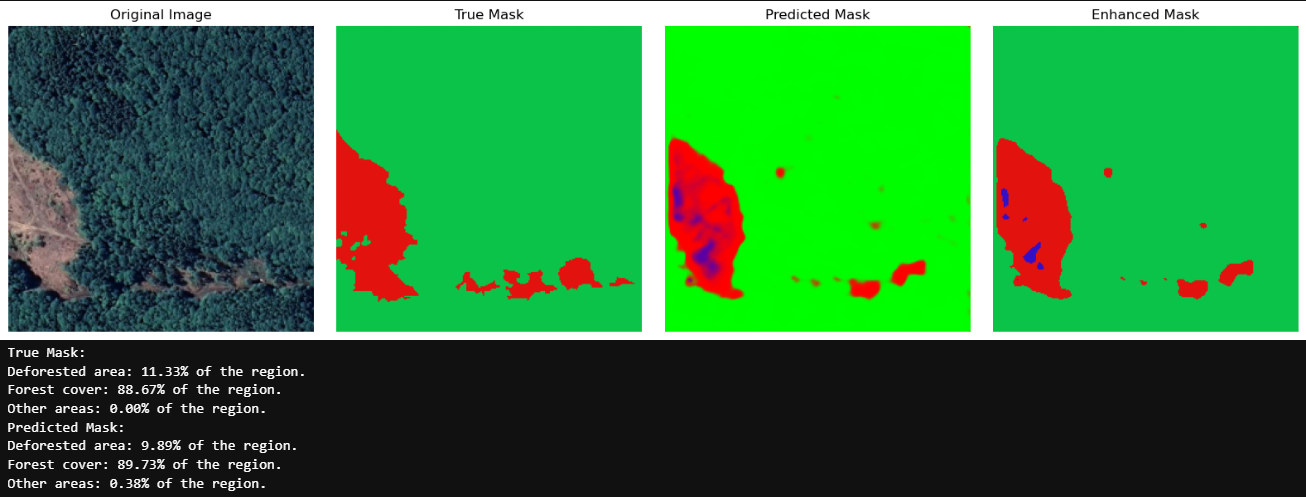 Original Image
True Mask
Predicted Mask
Enhanced Mask
True Mask:
Deforested area: 11.33% of the region.
Forest cover: 88.67% of the region.
Other areas: 0.00% of the region.
Predicted Mask:
Deforested area: 9.89% of the region.
Forest cover: 89.73% of the region.
Other areas: 0.38% of the region.